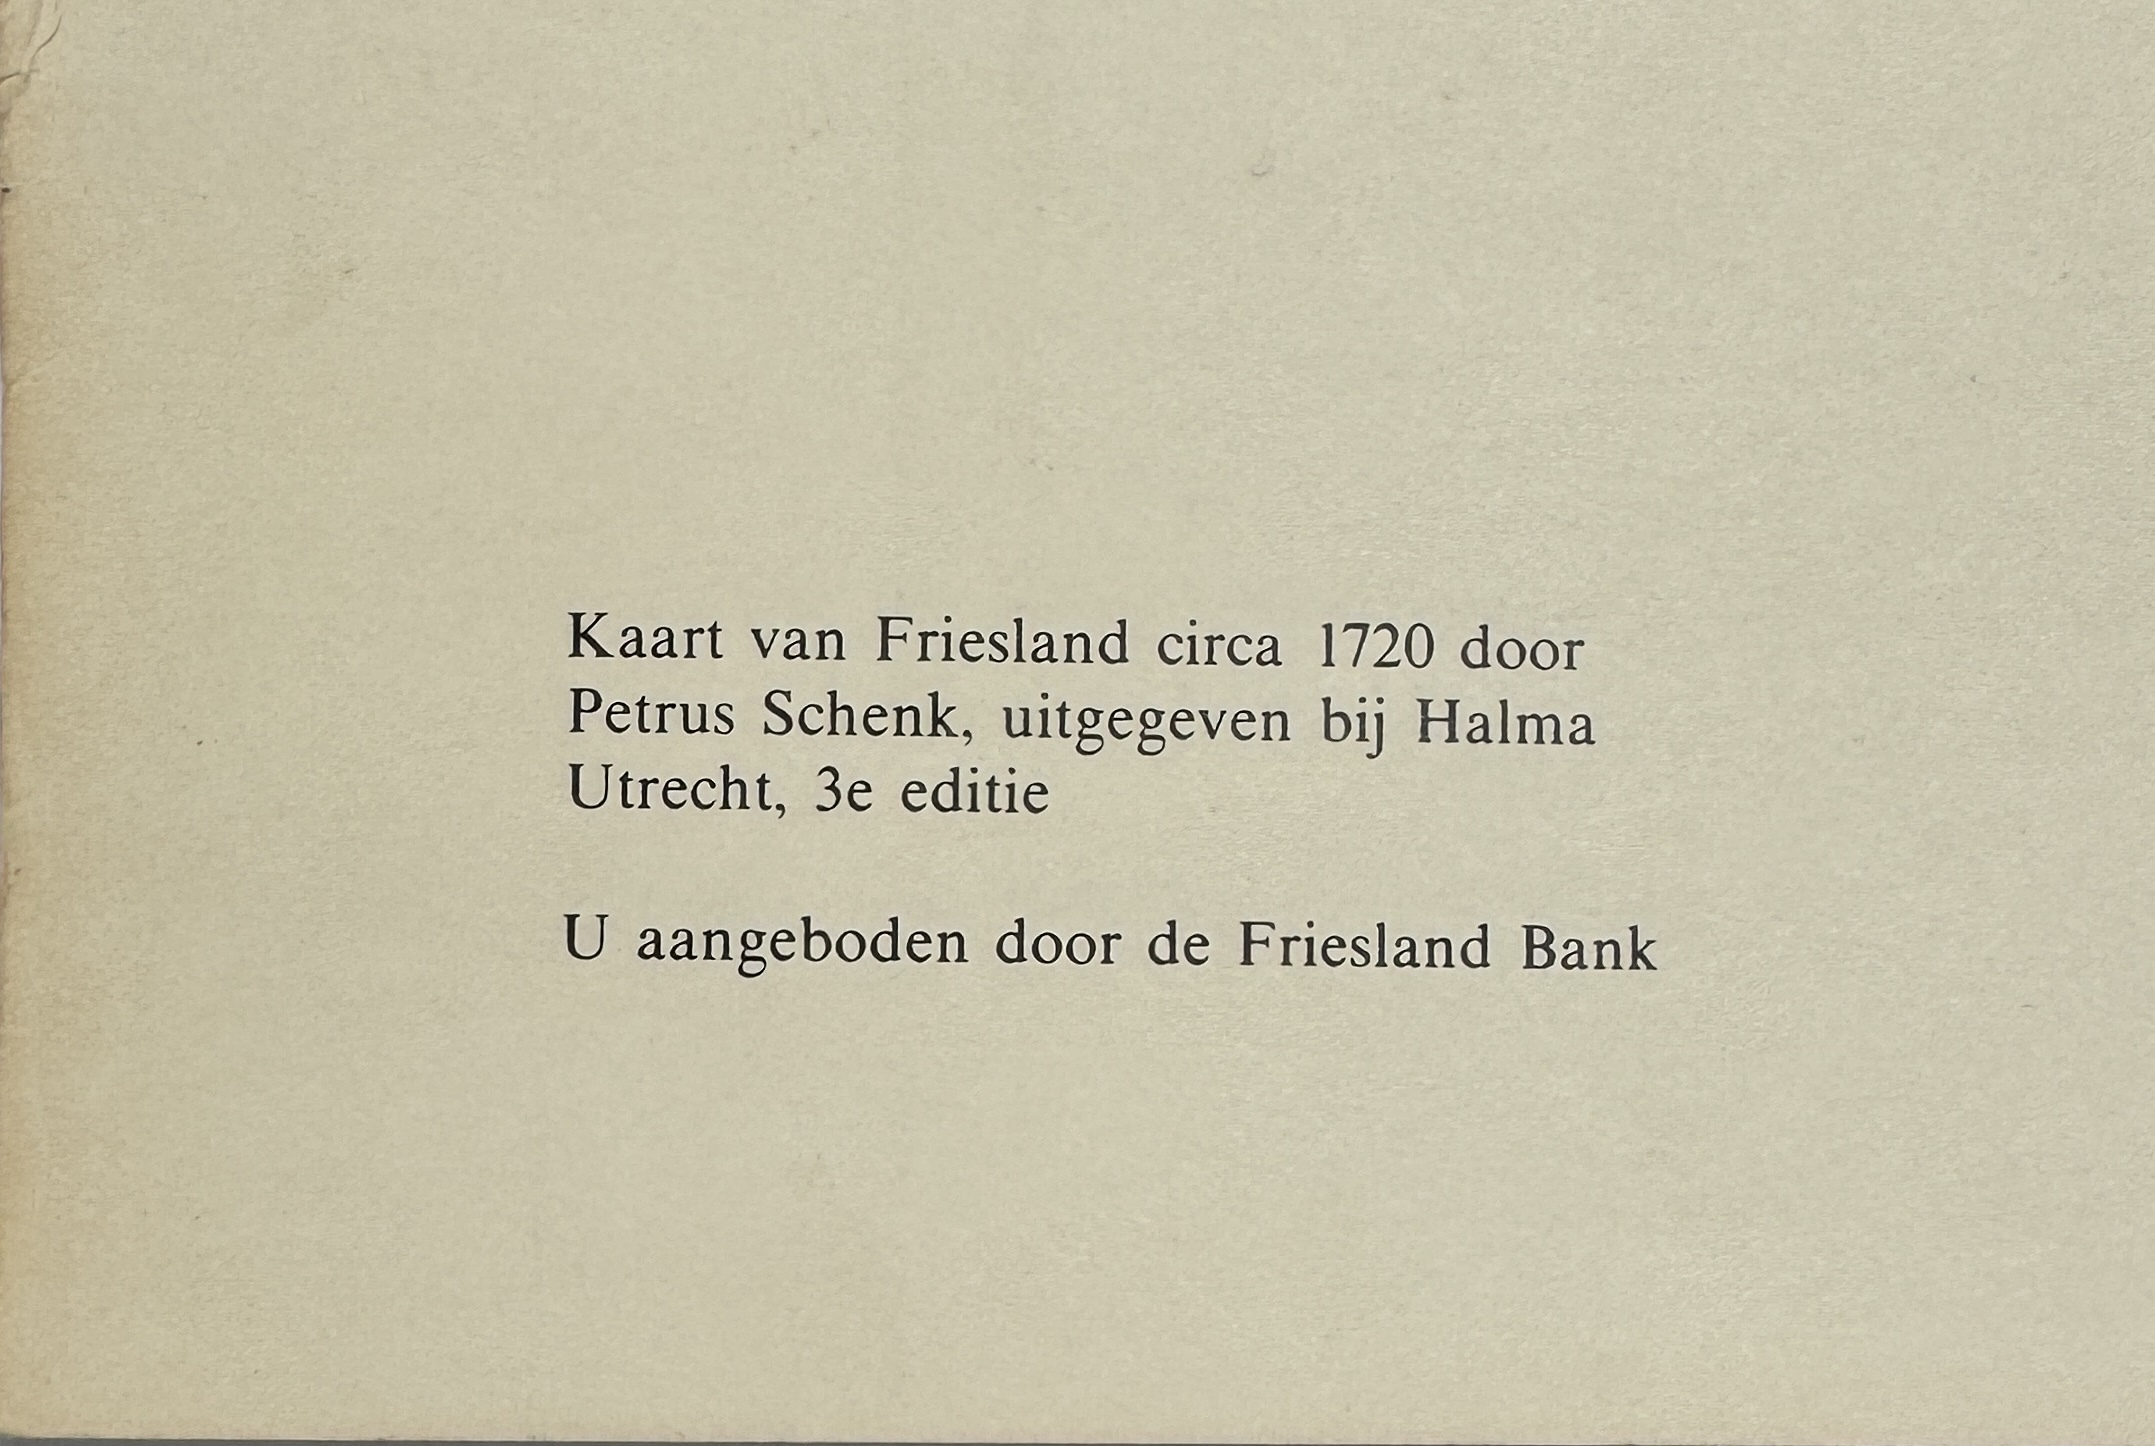 Kaart van Friesland circa 1720 door
Petrus Schenk, uitgegeven bij Halma
Utrecht, 3e editie
U aangeboden door de Friesland Bank